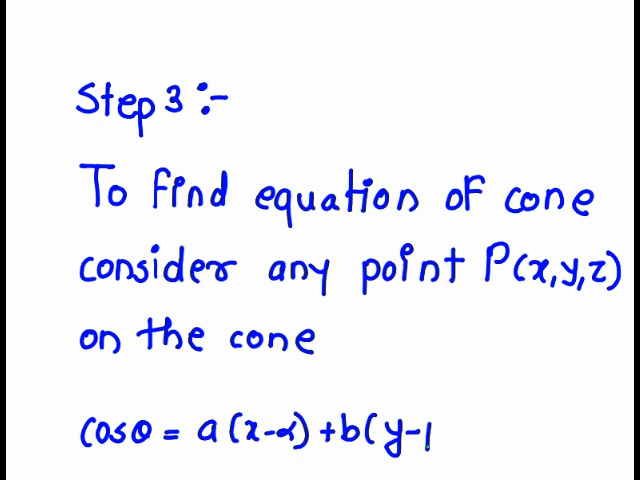 Step 3 :-
To find equation of cone
consider any point P(x,y,z)
on the cone
cosθ = a(x-α)+b(y-